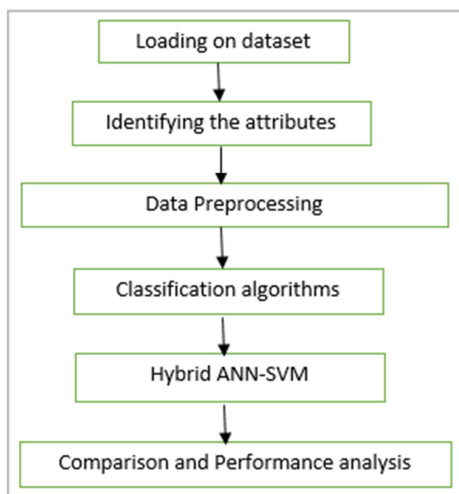 Loading on dataset
Identifying the attributes
Data Preprocessing
Classification algorithms
Hybrid ANN-SVM
Comparison and Performance analysis